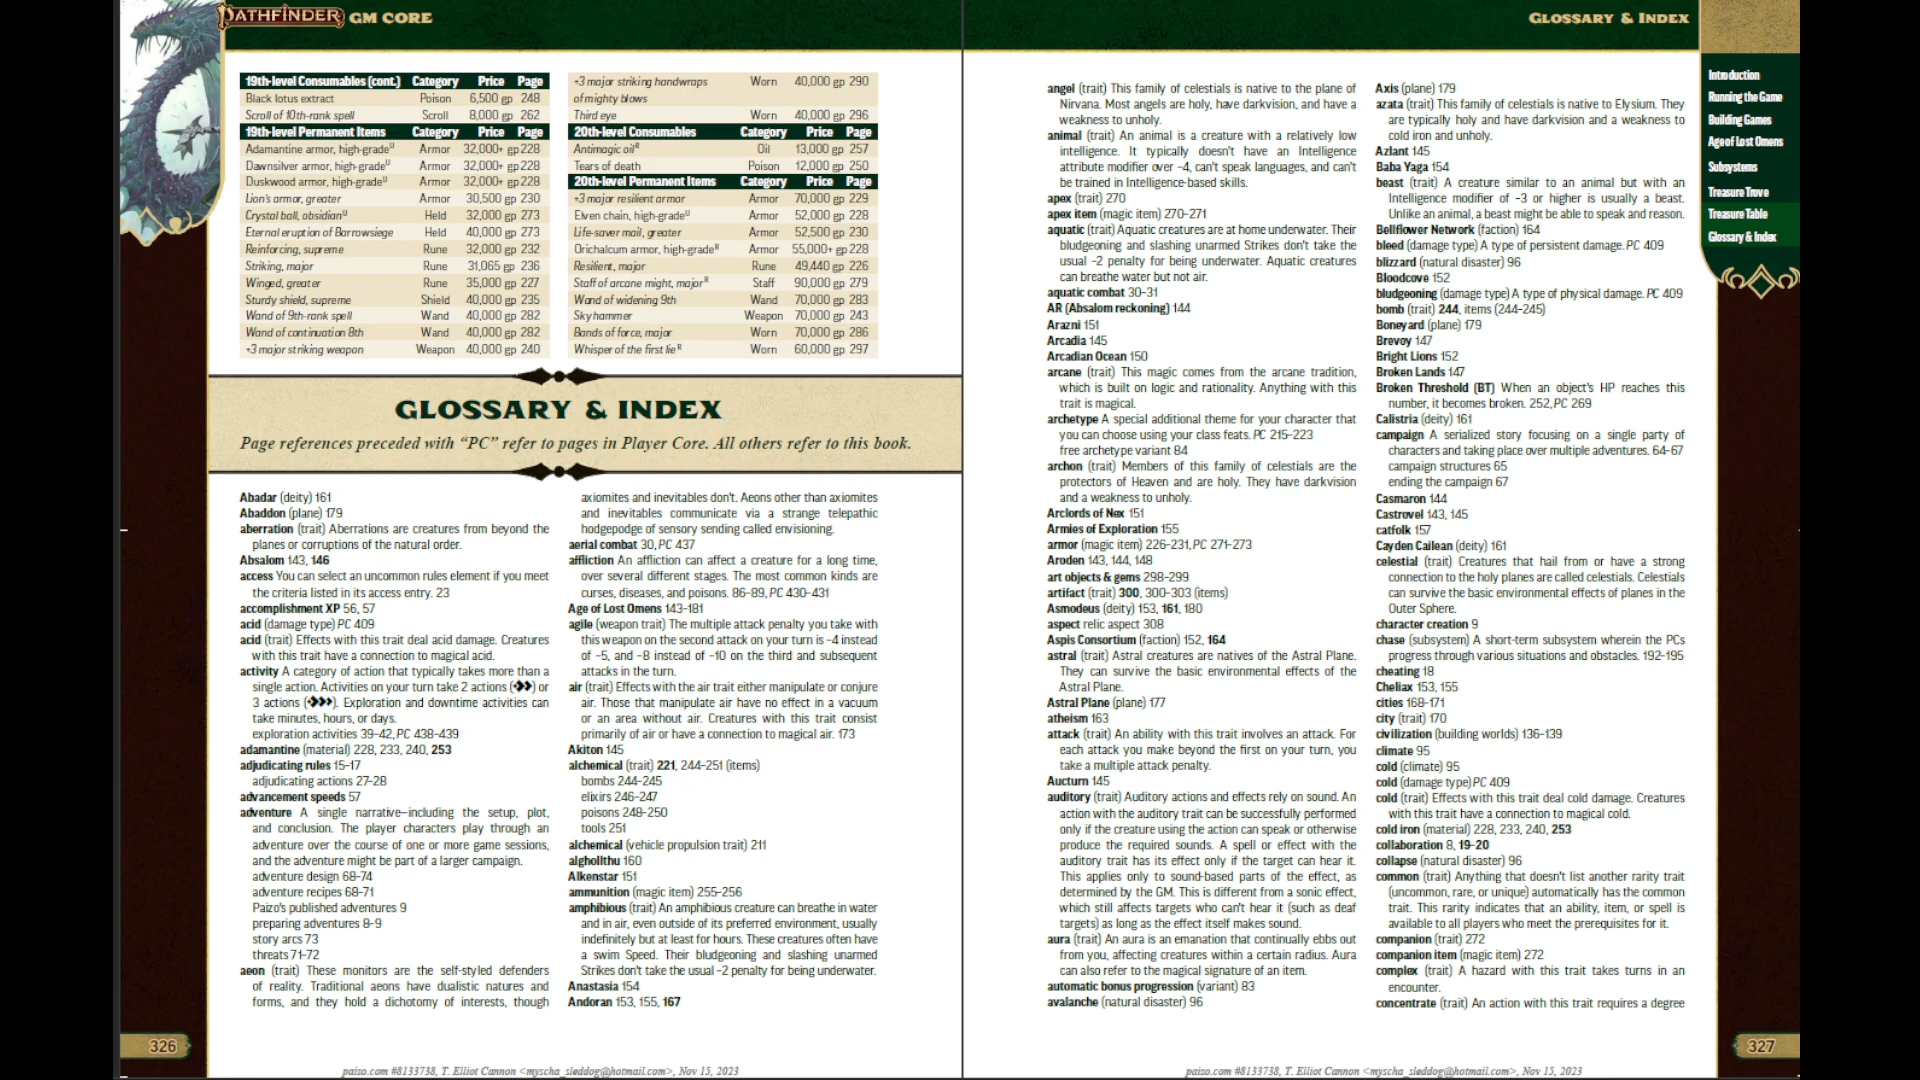 PATHFINDER GM CORE
19th-level Consumables (cont.) Category Price Page
Black lotus extract Poison 6,500 gp 248
Scroll of 10th-rank spell Scroll 8,000 gp 262
19th-level Permanent Items Category Price Page
Adamantine armor, high-gradeU Armor 32,000+ gp 228
Dawnsilver armor, high-gradeU Armor 32,000+ gp 228
Duskwood armor, high-gradeU Armor 32,000+ gp 228
Lion's armor, greater Armor 30,500 gp 230
Crystal ball, obsidianU Held 32,000 gp 273
Eternal eruption of Barrowsiege Held 40,000 gp 273
Reinforcing, supreme Rune 32,000 gp 232
Striking, major Rune 31,065 gp 236
Winged, greater Rune 35,000 gp 227
Sturdy shield, supreme Shield 40,000 gp 235
Wand of 9th-rank spell Wand 40,000 gp 282
Wand of continuation 8th Wand 40,000 gp 282
+3 major striking weapon Weapon 40,000 gp 240
+3 major striking handwraps Worn 40,000 gp 290
of mighty blows
Third eye Worn 40,000 gp 296
20th-level Consumables Category Price Page
Antimagic oilR Oil 13,000 gp 257
Tears of death Poison 12,000 gp 250
20th-level Permanent Items Category Price Page
+3 major resilient armor Armor 70,000 gp 229
Elven chain, high-gradeU Armor 52,000 gp 228
Life-saver mail, greater Armor 52,500 gp 230
Orichalcum armor, high-gradeR Armor 55,000+ gp 228
Resilient, major Rune 49,440 gp 226
Staff of arcane might, majorR Staff 90,000 gp 279
Wand of widening 9th Wand 70,000 gp 283
Skyhammer Weapon 70,000 gp 243
Bands of force, major Worn 70,000 gp 286
Whisper of the first lieR Worn 60,000 gp 297
GLOSSARY & INDEX
Page references preceded with “PC” refer to pages in Player Core. All others refer to this book.
Abadar (deity) 161
Abaddon (plane) 179
aberration (trait) Aberrations are creatures from beyond the
planes or corruptions of the natural order.
Absalom 143, 146
access You can select an uncommon rules element if you meet
the criteria listed in its access entry. 23
accomplishment XP 56, 57
acid (damage type) PC 409
acid (trait) Effects with this trait deal acid damage. Creatures
with this trait have a connection to magical acid.
activity A category of action that typically takes more than a
single action. Activities on your turn take 2 actions () or
3 actions (). Exploration and downtime activities can
take minutes, hours, or days.
exploration activities 39–42, PC 438–439
adamantine (material) 228, 233, 240, 253
adjudicating rules 15–17
adjudicating actions 27–28
advancement speeds 57
adventure A single narrative—including the setup, plot,
and conclusion. The player characters play through an
adventure over the course of one or more game sessions,
and the adventure might be part of a larger campaign.
adventure design 68–74
adventure recipes 68–71
Paizo's published adventures 9
preparing adventures 8–9
story arcs 73
threats 71–72
aeon (trait) These monitors are the self-styled defenders
of reality. Traditional aeons have dualistic natures and
forms, and they hold a dichotomy of interests, though
axiomites and inevitables don't. Aeons other than axiomites
and inevitables communicate via a strange telepathic
hodgepodge of sensory sending called envisioning.
aerial combat 30, PC 437
affliction An affliction can affect a creature for a long time,
over several different stages. The most common kinds are
curses, diseases, and poisons. 86–89, PC 430–431
Age of Lost Omens 143–181
agile (weapon trait) The multiple attack penalty you take with
this weapon on the second attack on your turn is –4 instead
of –5, and –8 instead of –10 on the third and subsequent
attacks in the turn.
air (trait) Effects with the air trait either manipulate or conjure
air. Those that manipulate air have no effect in a vacuum
or an area without air. Creatures with this trait consist
primarily of air or have a connection to magical air. 173
Akiton 145
alchemical (trait) 221, 244–251 (items)
bombs 244–245
elixirs 246–247
poisons 248–250
tools 251
alchemical (vehicle propulsion trait) 211
alghollthu 160
Alkenstar 151
ammunition (magic item) 255–256
amphibious (trait) An amphibious creature can breathe in water
and in air, even outside of its preferred environment, usually
indefinitely but at least for hours. These creatures often have
a swim Speed. Their bludgeoning and slashing unarmed
Strikes don't take the usual –2 penalty for being underwater.
Anastasia 154
Andoran 153, 155, 167
326
paizo.com #8133738, T. Elliot Cannon <myscha_sleddog@hotmail.com>, Nov 15, 2023
GLOSSARY & INDEX
angel (trait) This family of celestials is native to the plane of
Nirvana. Most angels are holy, have darkvision, and have a
weakness to unholy.
animal (trait) An animal is a creature with a relatively low
intelligence. It typically doesn't have an Intelligence
attribute modifier over –4, can't speak languages, and can't
be trained in Intelligence-based skills.
apex (trait) 270
apex item (magic item) 270–271
aquatic (trait) Aquatic creatures are at home underwater. Their
bludgeoning and slashing unarmed Strikes don't take the
usual –2 penalty for being underwater. Aquatic creatures
can breathe water but not air.
aquatic combat 30–31
AR (Absalom reckoning) 144
Arazni 151
Arcadia 145
Arcadian Ocean 150
arcane (trait) This magic comes from the arcane tradition,
which is built on logic and rationality. Anything with this
trait is magical.
archetype A special additional theme for your character that
you can choose using your class feats. PC 215–223
free archetype variant 84
archon (trait) Members of this family of celestials are the
protectors of Heaven and are holy. They have darkvision
and a weakness to unholy.
Arclords of Nex 151
Armies of Exploration 155
armor (magic item) 226–231, PC 271–273
Aroden 143, 144, 148
art objects & gems 298–299
artifact (trait) 300, 300–303 (items)
Asmodeus (deity) 153, 161, 180
aspect relic aspect 308
Aspis Consortium (faction) 152, 164
astral (trait) Astral creatures are natives of the Astral Plane.
They can survive the basic environmental effects of the
Astral Plane.
Astral Plane (plane) 177
atheism 163
attack (trait) An ability with this trait involves an attack. For
each attack you make beyond the first on your turn, you
take a multiple attack penalty.
Aucturn 145
auditory (trait) Auditory actions and effects rely on sound. An
action with the auditory trait can be successfully performed
only if the creature using the action can speak or otherwise
produce the required sounds. A spell or effect with the
auditory trait has its effect only if the target can hear it.
This applies only to sound-based parts of the effect, as
determined by the GM. This is different from a sonic effect,
which still affects targets who can't hear it (such as deaf
targets) as long as the effect itself makes sound.
aura (trait) An aura is an emanation that continually ebbs out
from you, affecting creatures within a certain radius. Aura
can also refer to the magical signature of an item.
automatic bonus progression (variant) 83
avalanche (natural disaster) 96
Axis (plane) 179
azata (trait) This family of celestials is native to Elysium. They
are typically holy and have darkvision and a weakness to
cold iron and unholy.
Azlant 145
Baba Yaga 154
beast (trait) A creature similar to an animal but with an
Intelligence modifier of –3 or higher is usually a beast.
Unlike an animal, a beast might be able to speak and reason.
Bellflower Network (faction) 164
bleed (damage type) A type of persistent damage. PC 409
blizzard (natural disaster) 96
Bloodcove 152
bludgeoning (damage type) A type of physical damage. PC 409
bomb (trait) 244, items (244–245)
Boneyard (plane) 179
Brevoy 147
Bright Lions 152
Broken Lands 147
Broken Threshold (BT) When an object's HP reaches this
number, it becomes broken. 252, PC 269
Calistria (deity) 161
campaign A serialized story focusing on a single party of
characters and taking place over multiple adventures. 64–67
campaign structures 65
ending the campaign 67
Casmaron 144
Castrovel 143, 145
catfolk 157
Cayden Cailean (deity) 161
celestial (trait) Creatures that hail from or have a strong
connection to the holy planes are called celestials. Celestials
can survive the basic environmental effects of planes in the
Outer Sphere.
character creation 9
chase (subsystem) A short-term subsystem wherein the PCs
progress through various situations and obstacles. 192–195
cheating 18
Cheliax 153, 155
cities 168–171
city (trait) 170
civilization (building worlds) 136–139
climate 95
cold (climate) 95
cold (damage type) PC 409
cold (trait) Effects with this trait deal cold damage. Creatures
with this trait have a connection to magical cold.
cold iron (material) 228, 233, 240, 253
collaboration 8, 19–20
collapse (natural disaster) 96
common (trait) Anything that doesn't list another rarity trait
(uncommon, rare, or unique) automatically has the common
trait. This rarity indicates that an ability, item, or spell is
available to all players who meet the prerequisites for it.
companion (trait) 272
companion item (magic item) 272
complex (trait) A hazard with this trait takes turns in an
encounter.
concentrate (trait) An action with this trait requires a degree
Introduction
Running the Game
Building Games
Age of Lost Omens
Subsystems
Treasure Trove
Treasure Table
Glossary & Index
327
paizo.com #8133738, T. Elliot Cannon <myscha_sleddog@hotmail.com>, Nov 15, 2023